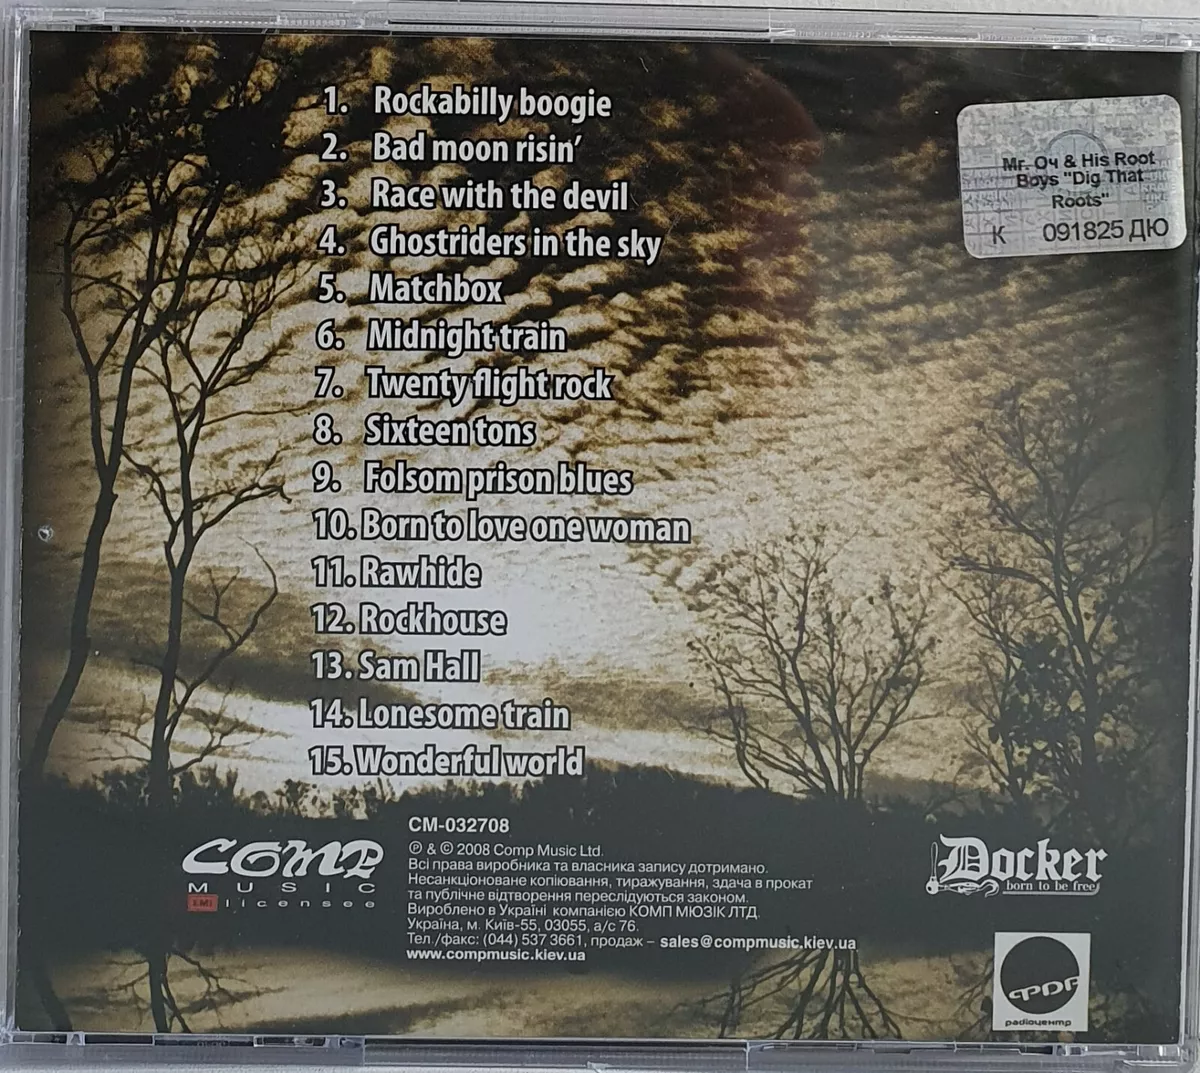 1. Rockabilly boogie
2. Bad moon risin'
3. Race with the devil
4. Ghostriders in the sky
5. Matchbox
6. Midnight train
7. Twenty flight rock
8. Sixteen tons
9. Folsom prison blues
10. Born to love one woman
11. Rawhide
12. Rockhouse
13. Sam Hall
14. Lonesome train
15. Wonderful world
Mr. Оч & His Root
Boys "Dig That
Roots"
К 091825 ДЮ
COMP
MUSIC
EMI licensee
CM-032708
℗ & © 2008 Comp Music Ltd.
Всі права виробника та власника запису дотримано.
Несанкціоноване копіювання, тиражування, здача в прокат
та публічне відтворення переслідуються законом.
Вироблено в Україні компанією КОМП МЮЗІК ЛТД.
Україна, м. Київ-55, 03055, а/с 76.
Тел./факс: (044) 537 3661, продаж – sales@compmusic.kiev.ua
www.compmusic.kiev.ua
Docker
born to be free
ФДР
радіоцентр